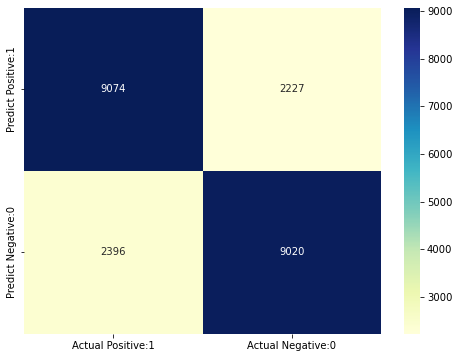 Predict Positive:1
9074
2227
Predict Negative:0
2396
9020
Actual Positive:1
Actual Negative:0
9000
8000
7000
6000
5000
4000
3000